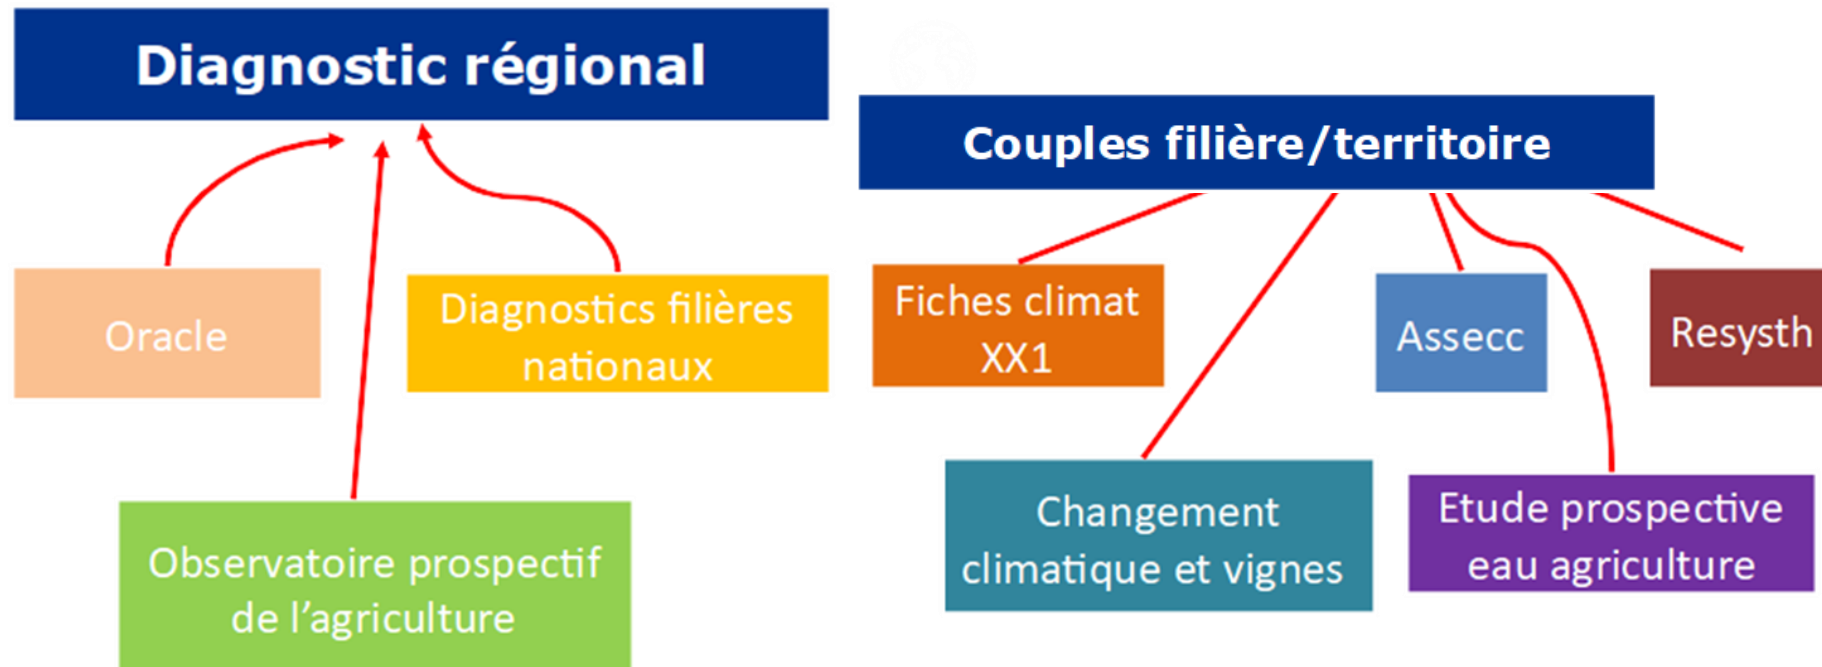 Diagnostic régional
Oracle
Diagnostics filières
nationaux
Observatoire prospectif
de l’agriculture
Couples filière/territoire
Fiches climat
XX1
Assecc
Resysth
Changement
climatique et vignes
Etude prospective
eau agriculture